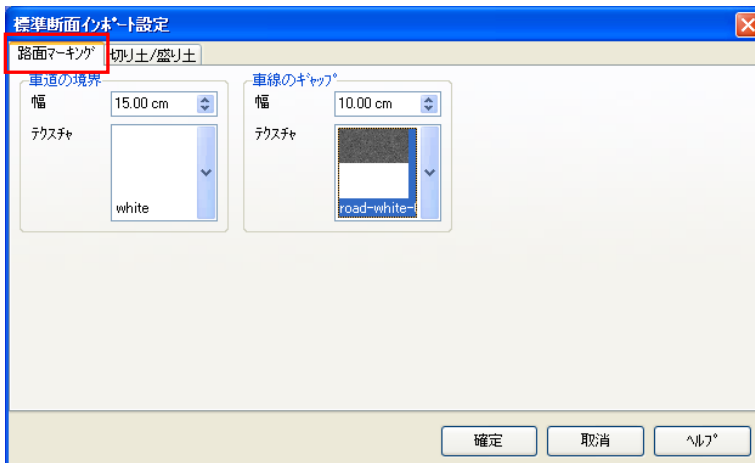 標準断面インポート設定
路面マーキング 切り土/盛り土
車道の境界 車線のギャップ
幅 15.00 cm 幅 10.00 cm
テクスチャ テクスチャ
white road-white-
確定 取消 ヘルプ